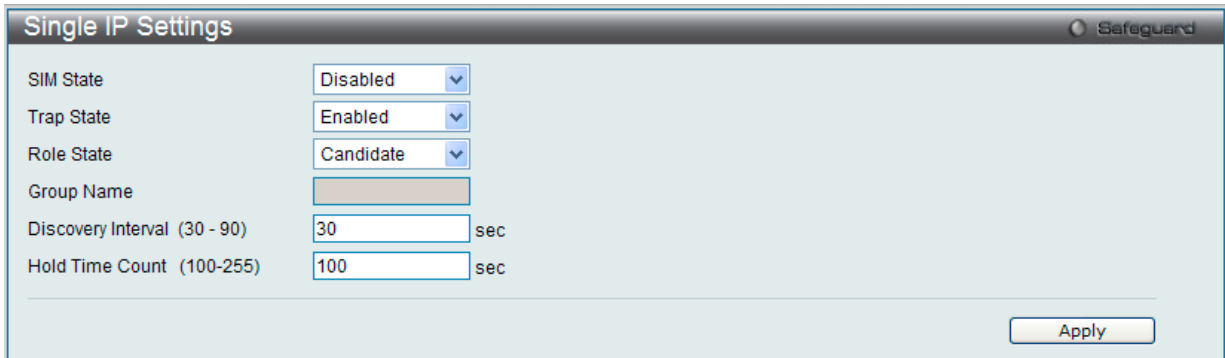 Single IP Settings Safeguard
SIM State Disabled
Trap State Enabled
Role State Candidate
Group Name
Discovery Interval (30 - 90) 30 sec
Hold Time Count (100-255) 100 sec
Apply